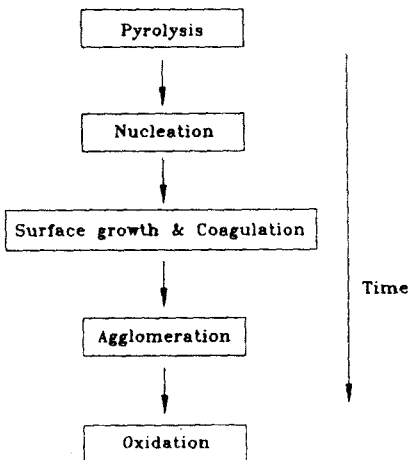 Pyrolysis
Nucleation
Surface growth & Coagulation
Time
Agglomeration
Oxidation